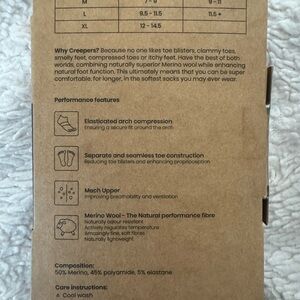 M 7 - 9 9 - 11
L 9.5 - 11.5 11.5 +
XL 12 - 14.5
Why Creepers? Because no one likes toe blisters, clammy toes,
smelly feet, compressed toes or itchy feet. Have the best of both
worlds, combining naturally superior Merino wool while enhancing
natural foot function. This ultimately means that you can be super
comfortable, for longer, in the softest socks you may ever wear.
Performance features
Elasticated arch compression
Ensuring a secure fit around the arch
Separate and seamless toe construction
Reducing toe blisters and enhancing proprioception
Mech Upper
Improving breathability and ventilation
Merino Wool - The Natural performance fibre
Naturally odour resistant
Actively regulates temperature
Amazingly fine, soft fibres
Naturally lightweight
Composition:
50% Merino, 45% polyamide, 5% elastane
Care instructions:
Cool wash